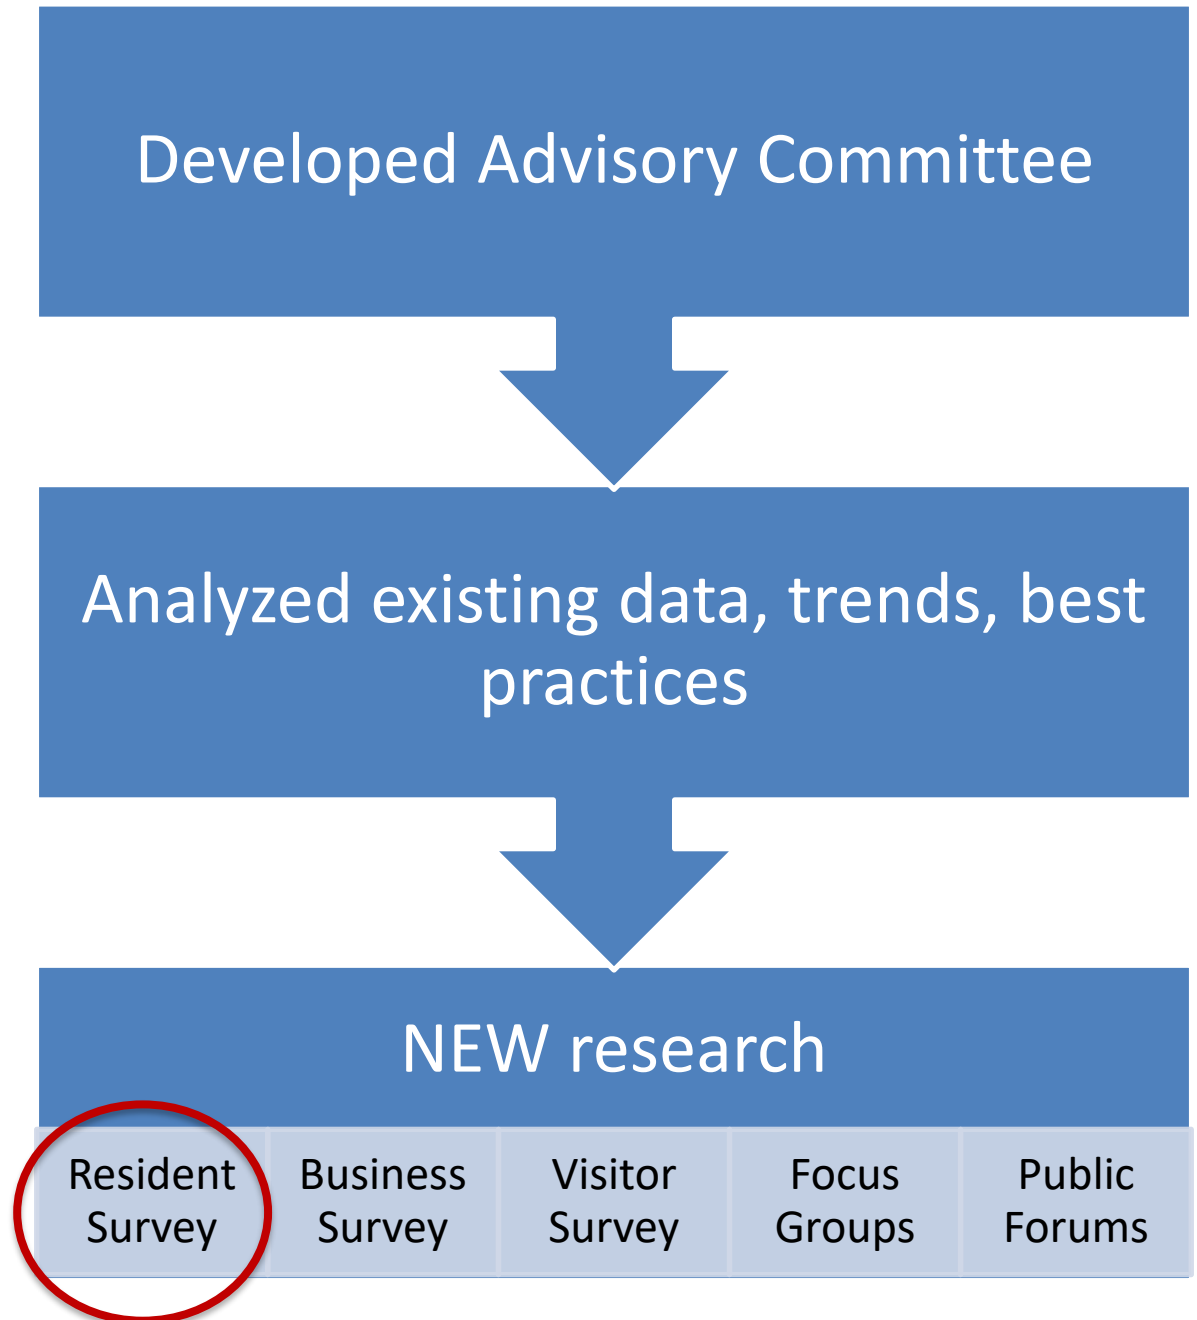 Developed Advisory Committee
Analyzed existing data, trends, best
practices
NEW research
Resident
Survey
Business
Survey
Visitor
Survey
Focus
Groups
Public
Forums